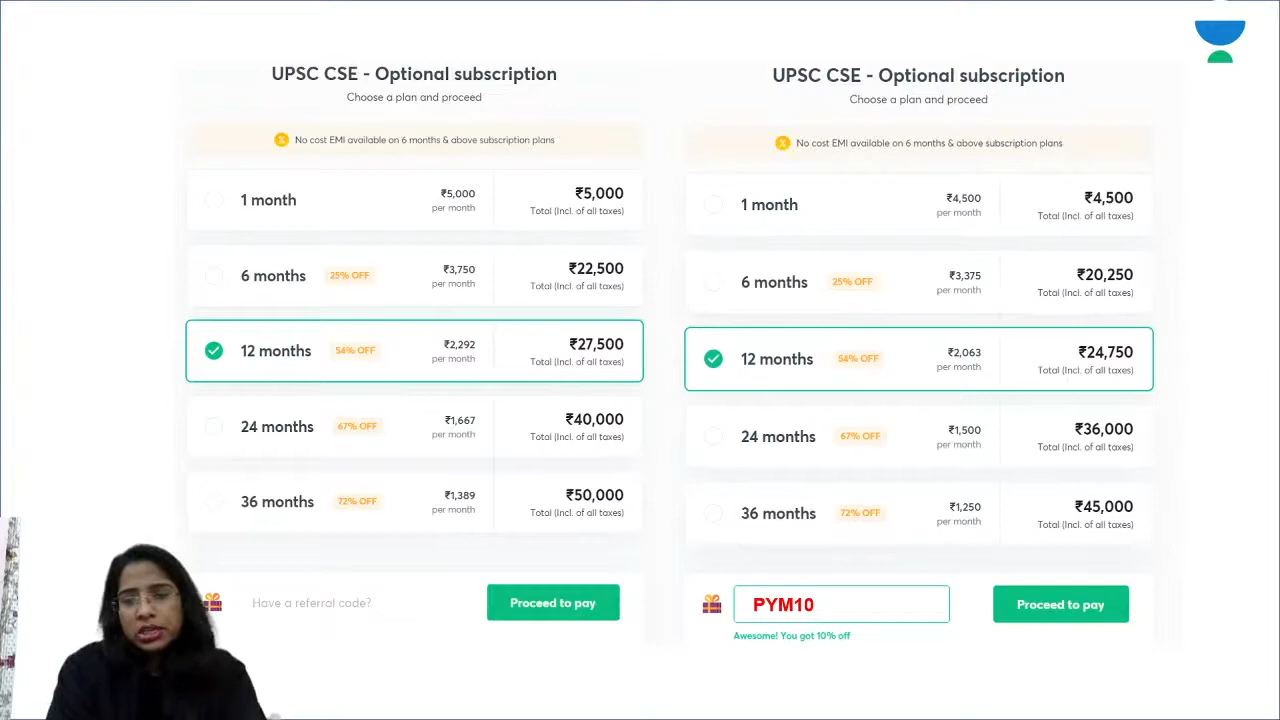 UPSC CSE - Optional subscription
Choose a plan and proceed
No cost EMI available on 6 months & above subscription plans
1 month ₹5,000 ₹5,000
per month Total (Incl. of all taxes)
6 months 25% OFF ₹3,750 ₹22,500
per month Total (Incl. of all taxes)
12 months 54% OFF ₹2,292 ₹27,500
per month Total (Incl. of all taxes)
24 months 67% OFF ₹1,667 ₹40,000
per month Total (Incl. of all taxes)
36 months 72% OFF ₹1,389 ₹50,000
per month Total (Incl. of all taxes)
Have a referral code? Proceed to pay
UPSC CSE - Optional subscription
Choose a plan and proceed
No cost EMI available on 6 months & above subscription plans
1 month ₹4,500 ₹4,500
per month Total (Incl. of all taxes)
6 months 25% OFF ₹3,375 ₹20,250
per month Total (Incl. of all taxes)
12 months 54% OFF ₹2,063 ₹24,750
per month Total (Incl. of all taxes)
24 months 67% OFF ₹1,500 ₹36,000
per month Total (Incl. of all taxes)
36 months 72% OFF ₹1,250 ₹45,000
per month Total (Incl. of all taxes)
PYM10 Proceed to pay
Awesome! You got 10% off